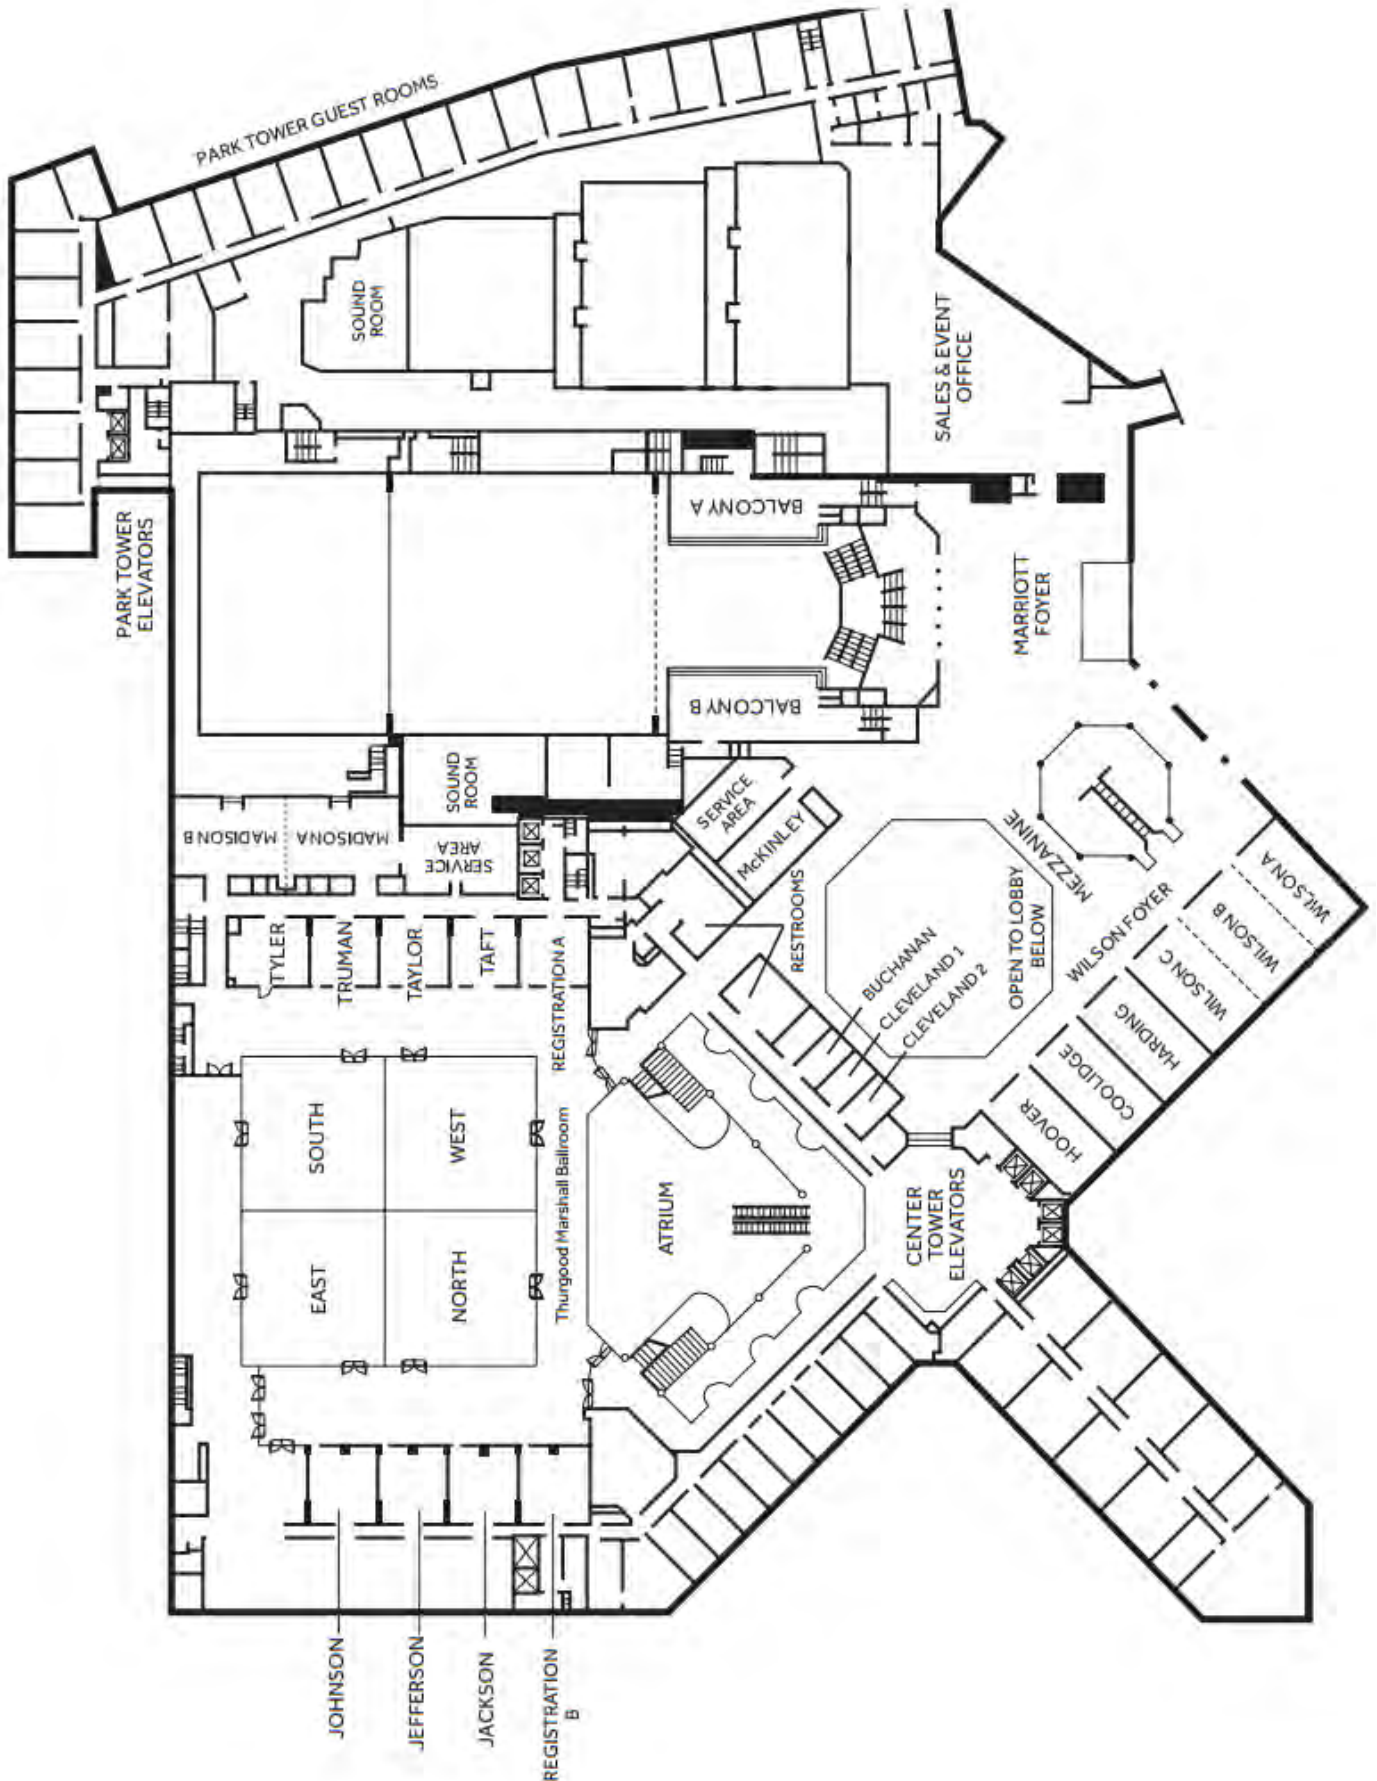 PARK TOWER GUEST ROOMS
SOUND
ROOM
SALES & EVENT
OFFICE
PARK TOWER
ELEVATORS
BALCONY A
MARRIOTT
FOYER
BALCONY B
SOUND
ROOM
SERVICE
AREA
McKINLEY
MADISON B
MADISON A
SERVICE
AREA
MEZZANINE
RESTROOMS
OPEN TO LOBBY
BELOW
WILSON FOYER
WILSON A
WILSON B
WILSON C
HARDING
COOLIDGE
HOOVER
BUCHANAN
CLEVELAND 1
CLEVELAND 2
TYLER
TRUMAN
TAYLOR
TAFT
REGISTRATION A
SOUTH
WEST
EAST
NORTH
Thurgood Marshall Ballroom
ATRIUM
CENTER
TOWER
ELEVATORS
JOHNSON
JEFFERSON
JACKSON
REGISTRATION
B